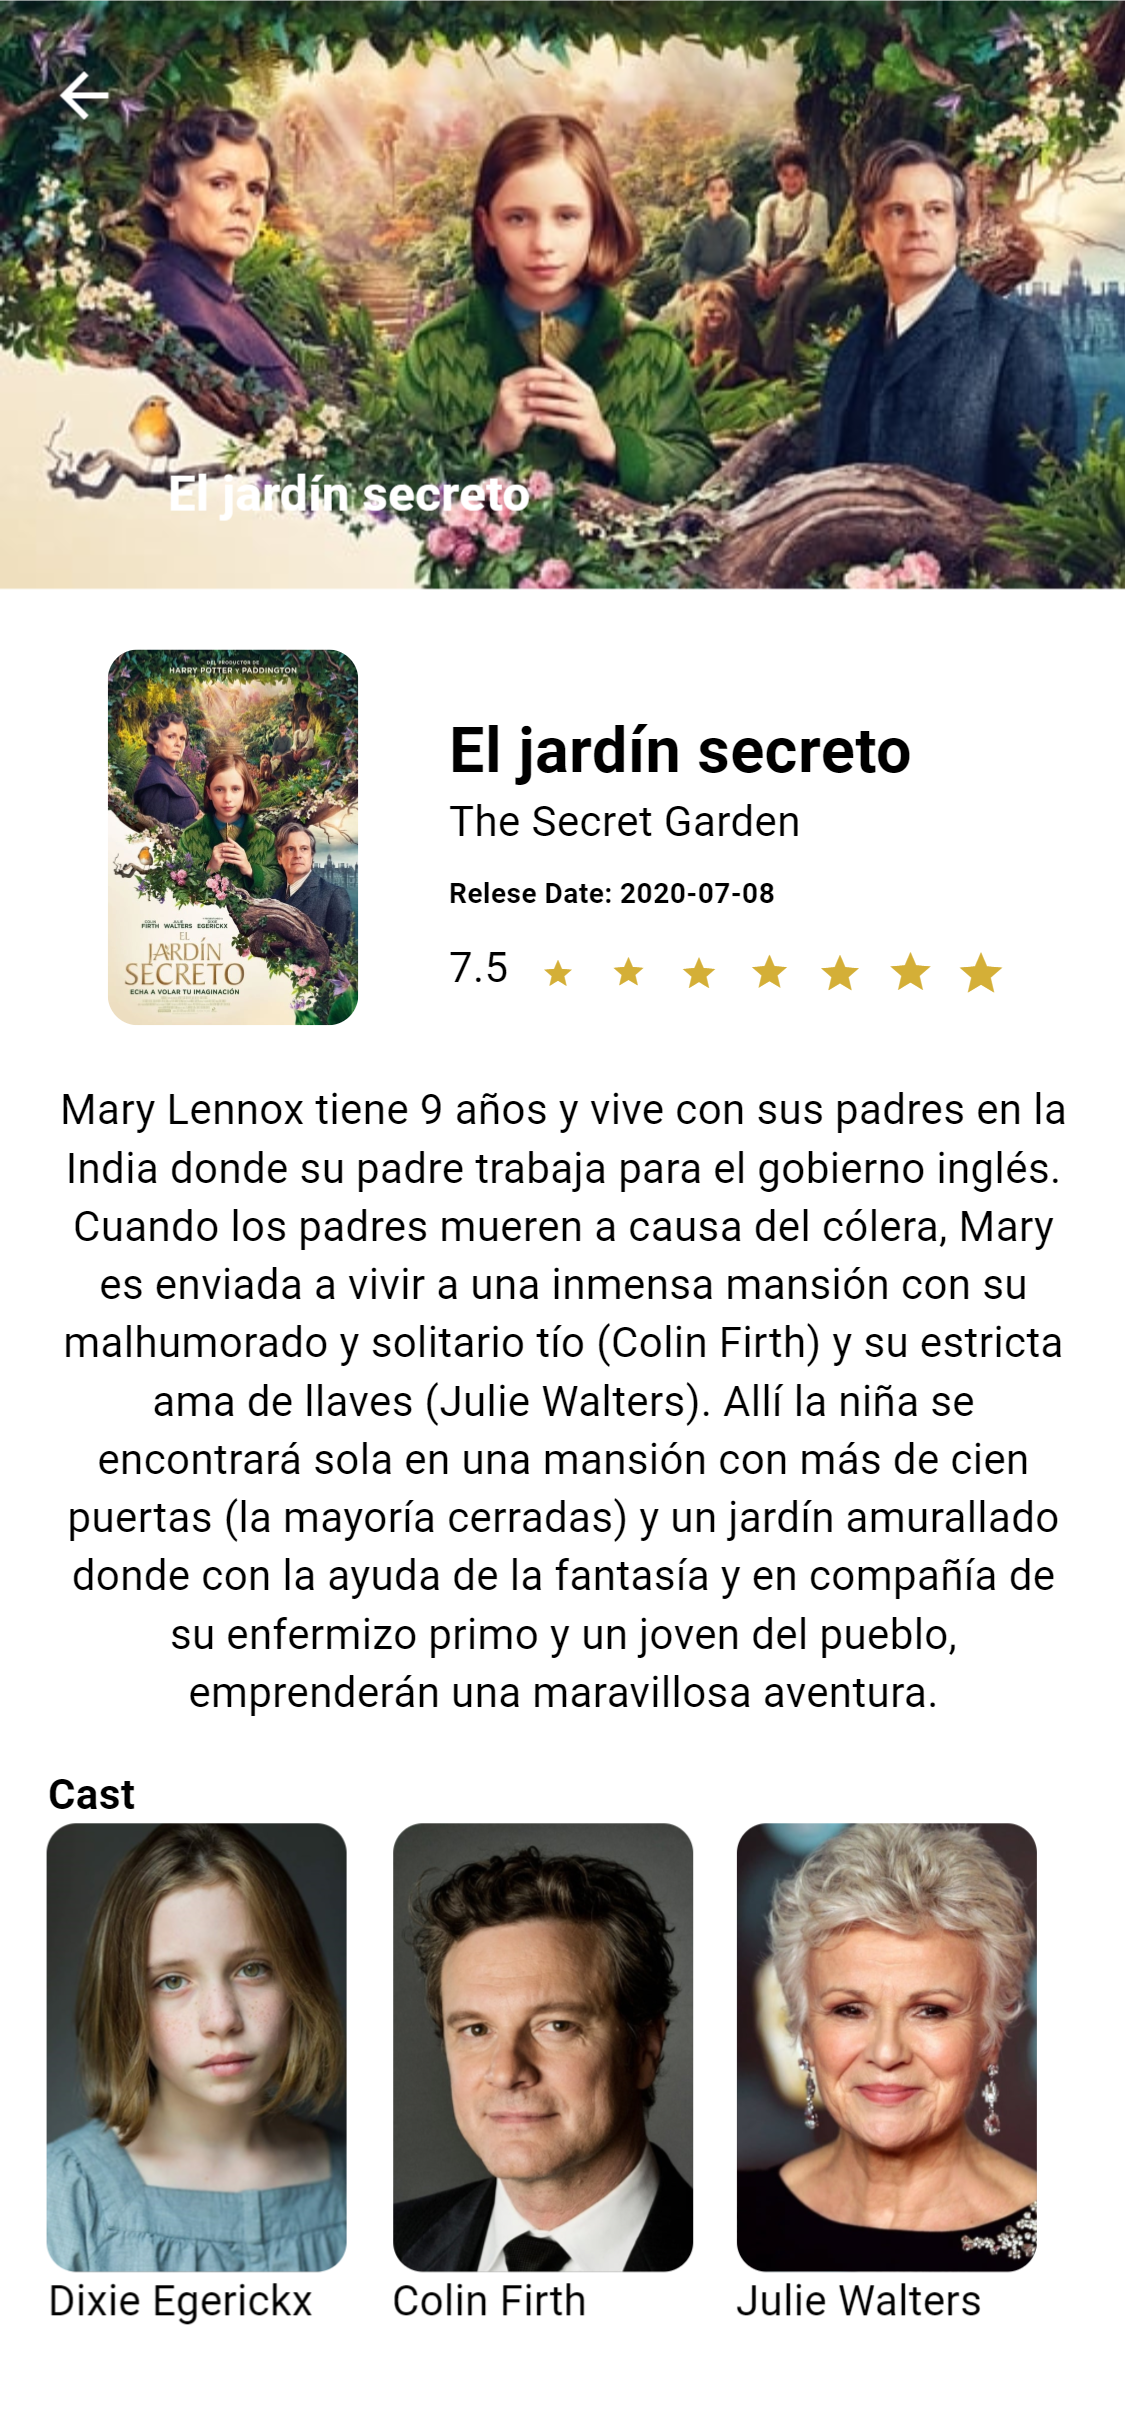 El jardín secreto
DEL PRODUCTOR DE
HARRY POTTER Y PADDINGTON
COLIN FIRTH JULIE WALTERS DIXIE EGERICKX
EL
JARDÍN
SECRETO
ECHA A VOLAR TU IMAGINACIÓN
El jardín secreto
The Secret Garden
Relese Date: 2020-07-08
7.5
Mary Lennox tiene 9 años y vive con sus padres en la
India donde su padre trabaja para el gobierno inglés.
Cuando los padres mueren a causa del cólera, Mary
es enviada a vivir a una inmensa mansión con su
malhumorado y solitario tío (Colin Firth) y su estricta
ama de llaves (Julie Walters). Allí la niña se
encontrará sola en una mansión con más de cien
puertas (la mayoría cerradas) y un jardín amurallado
donde con la ayuda de la fantasía y en compañía de
su enfermizo primo y un joven del pueblo,
emprenderán una maravillosa aventura.
Cast
Dixie Egerickx
Colin Firth
Julie Walters